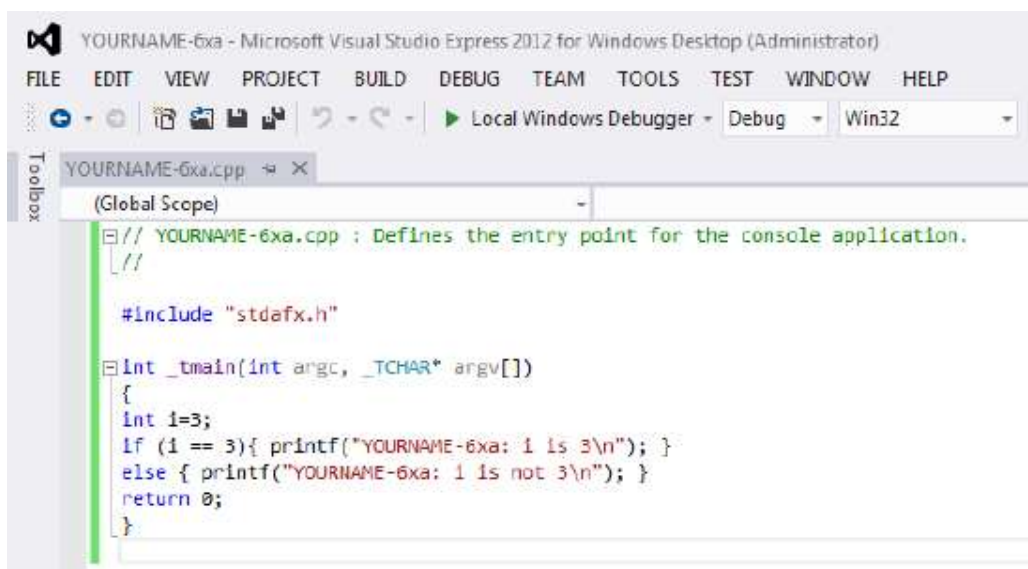 YOURNAME-6xa - Microsoft Visual Studio Express 2012 for Windows Desktop (Administrator)
FILE EDIT VIEW PROJECT BUILD DEBUG TEAM TOOLS TEST WINDOW HELP
Local Windows Debugger Debug Win32
Toolbox
YOURNAME-6xa.cpp
(Global Scope)
// YOURNAME-6xa.cpp : Defines the entry point for the console application.
//
#include "stdafx.h"
int _tmain(int argc, _TCHAR* argv[])
{
int i=3;
if (i == 3){ printf("YOURNAME-6xa: i is 3\n"); }
else { printf("YOURNAME-6xa: i is not 3\n"); }
return 0;
}